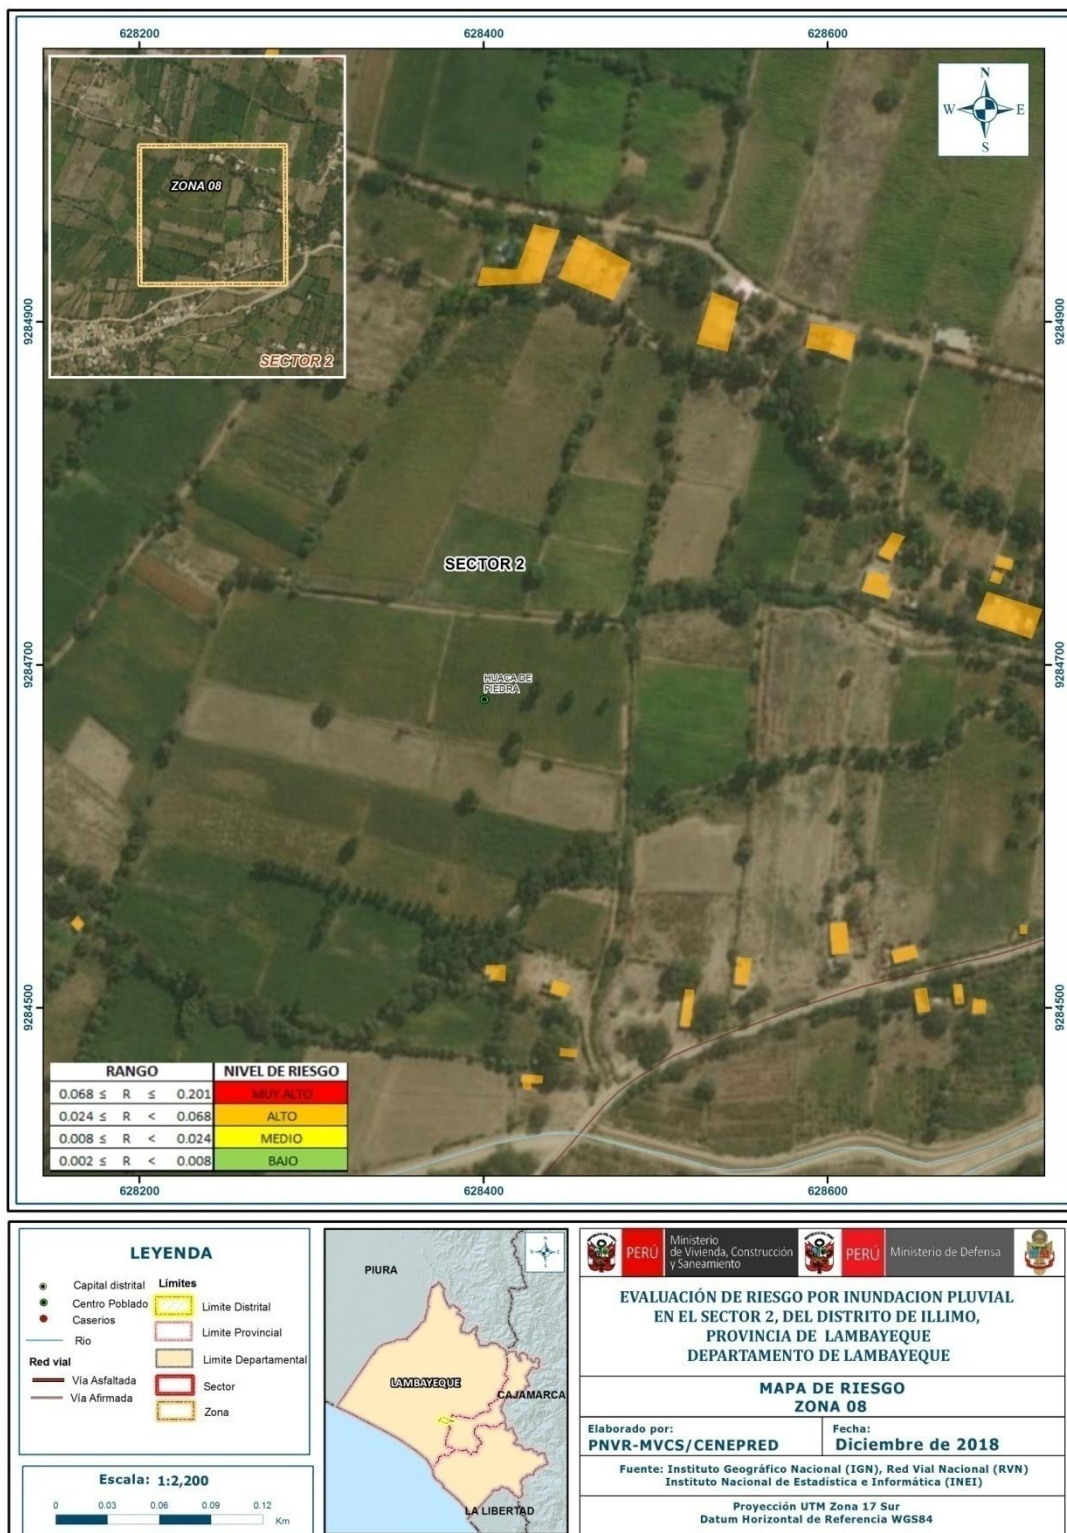 628200
628400
628600
N
W E
S
ZONA 08
SECTOR 2
9284900
9284900
SECTOR 2
9284700
9284700
HUACA DE
PIEDRA
9284500
9284500
RANGO NIVEL DE RIESGO
0.068 ≤ R ≤ 0.201 MUY ALTO
0.024 ≤ R < 0.068 ALTO
0.008 ≤ R < 0.024 MEDIO
0.002 ≤ R < 0.008 BAJO
628200
628400
628600
LEYENDA
Capital distrital
Centro Poblado
Caserios
Rio
Red vial
Vía Asfaltada
Vía Afirmada
Límites
Limite Distrital
Limite Provincial
Limite Departamental
Sector
Zona
Escala: 1:2,200
0 0.03 0.06 0.09 0.12
Km
PIURA
LAMBAYEQUE
CAJAMARCA
LA LIBERTAD
PERÚ
Ministerio
de Vivienda, Construcción
y Saneamiento
PERÚ
Ministerio de Defensa
EVALUACIÓN DE RIESGO POR INUNDACION PLUVIAL
EN EL SECTOR 2, DEL DISTRITO DE ILLIMO,
PROVINCIA DE LAMBAYEQUE
DEPARTAMENTO DE LAMBAYEQUE
MAPA DE RIESGO
ZONA 08
Elaborado por:
PNVR-MVCS/CENEPRED
Fecha:
Diciembre de 2018
Fuente: Instituto Geográfico Nacional (IGN), Red Vial Nacional (RVN)
Instituto Nacional de Estadística e Informática (INEI)
Proyección UTM Zona 17 Sur
Datum Horizontal de Referencia WGS84